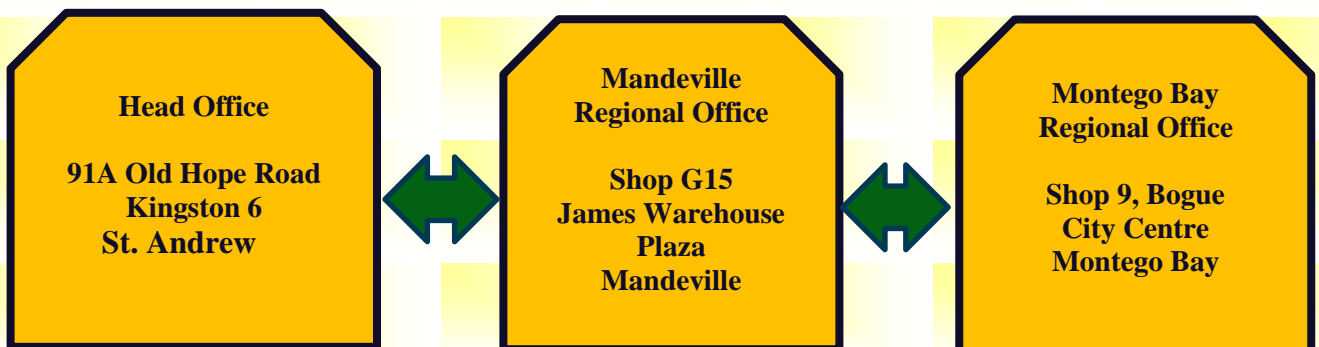 Head Office
91A Old Hope Road
Kingston 6
St. Andrew
Mandeville
Regional Office
Shop G15
James Warehouse
Plaza
Mandeville
Montego Bay
Regional Office
Shop 9, Bogue
City Centre
Montego Bay